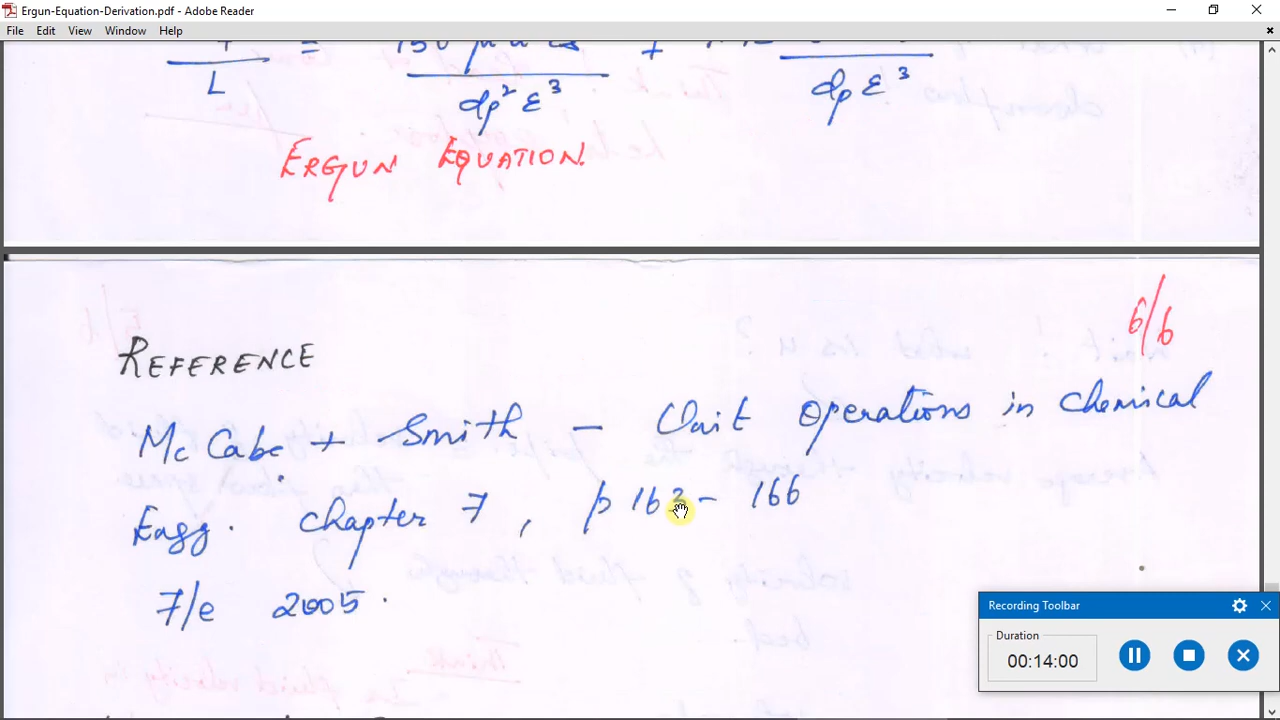 Ergun-Equation-Derivation.pdf - Adobe Reader
File Edit View Window Help
L = +
dp² ε³ dp ε³
ERGUN EQUATION.
6/6
REFERENCE
McCabe + Smith - Unit Operations in Chemical
Engg. Chapter 7, p 163 - 166
7/e 2005.
Recording Toolbar
Duration
00:14:00